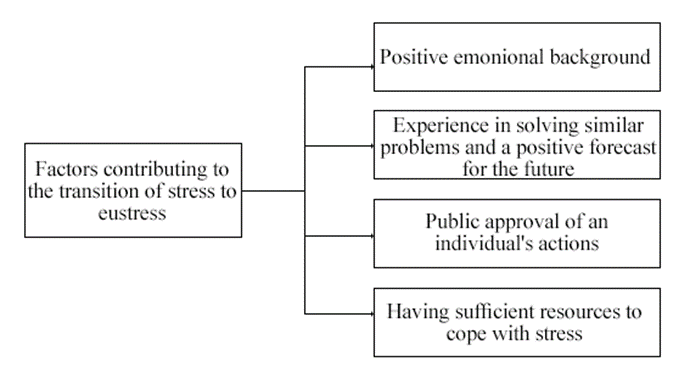 Factors contributing to
the transition of stress to
eustress
Positive emonional background
Experience in solving similar
problems and a positive forecast
for the future
Public approval of an
individual's actions
Having sufficient resources to
cope with stress